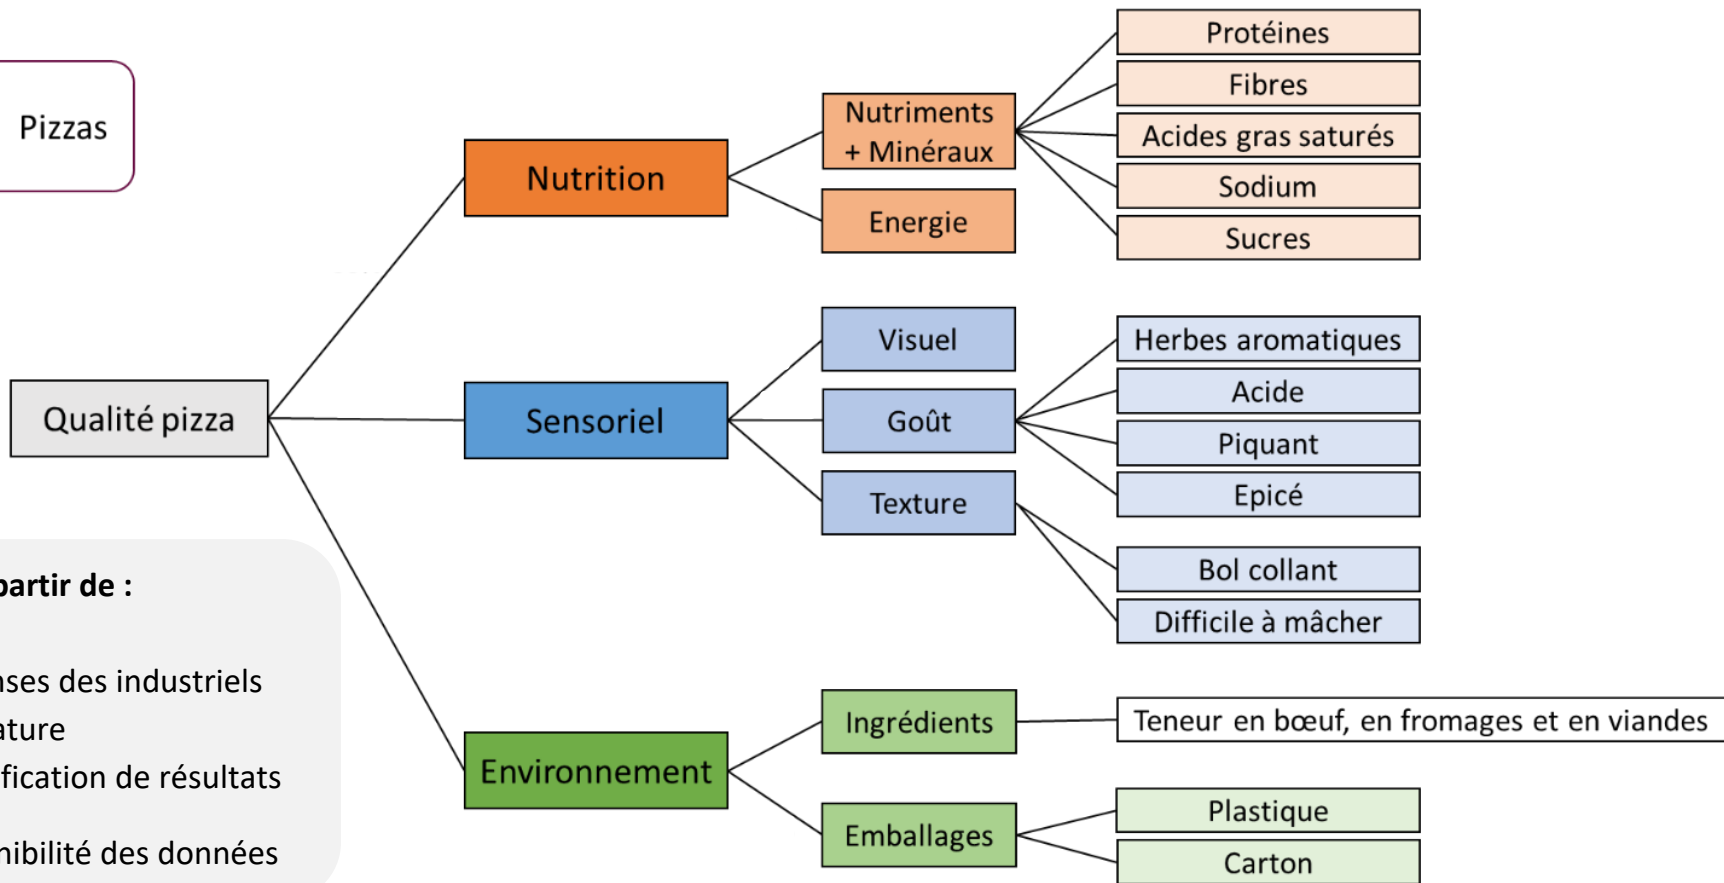 Pizzas
Qualité pizza
Nutrition
Nutriments
+ Minéraux
Energie
Protéines
Fibres
Acides gras saturés
Sodium
Sucres
Sensoriel
Visuel
Goût
Texture
Herbes aromatiques
Acide
Piquant
Epicé
Bol collant
Difficile à mâcher
Environnement
Ingrédients
Emballages
Teneur en bœuf, en fromages et en viandes
Plastique
Carton
partir de :
nses des industriels
ature
fication de résultats
nibilité des données